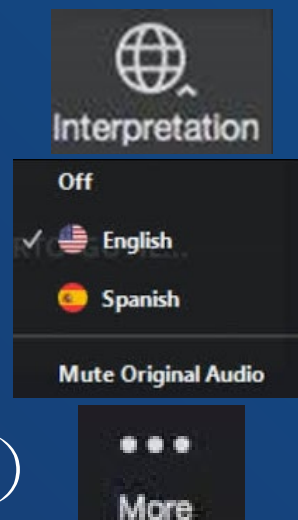 Interpretation
Off
English
Spanish
Mute Original Audio
More